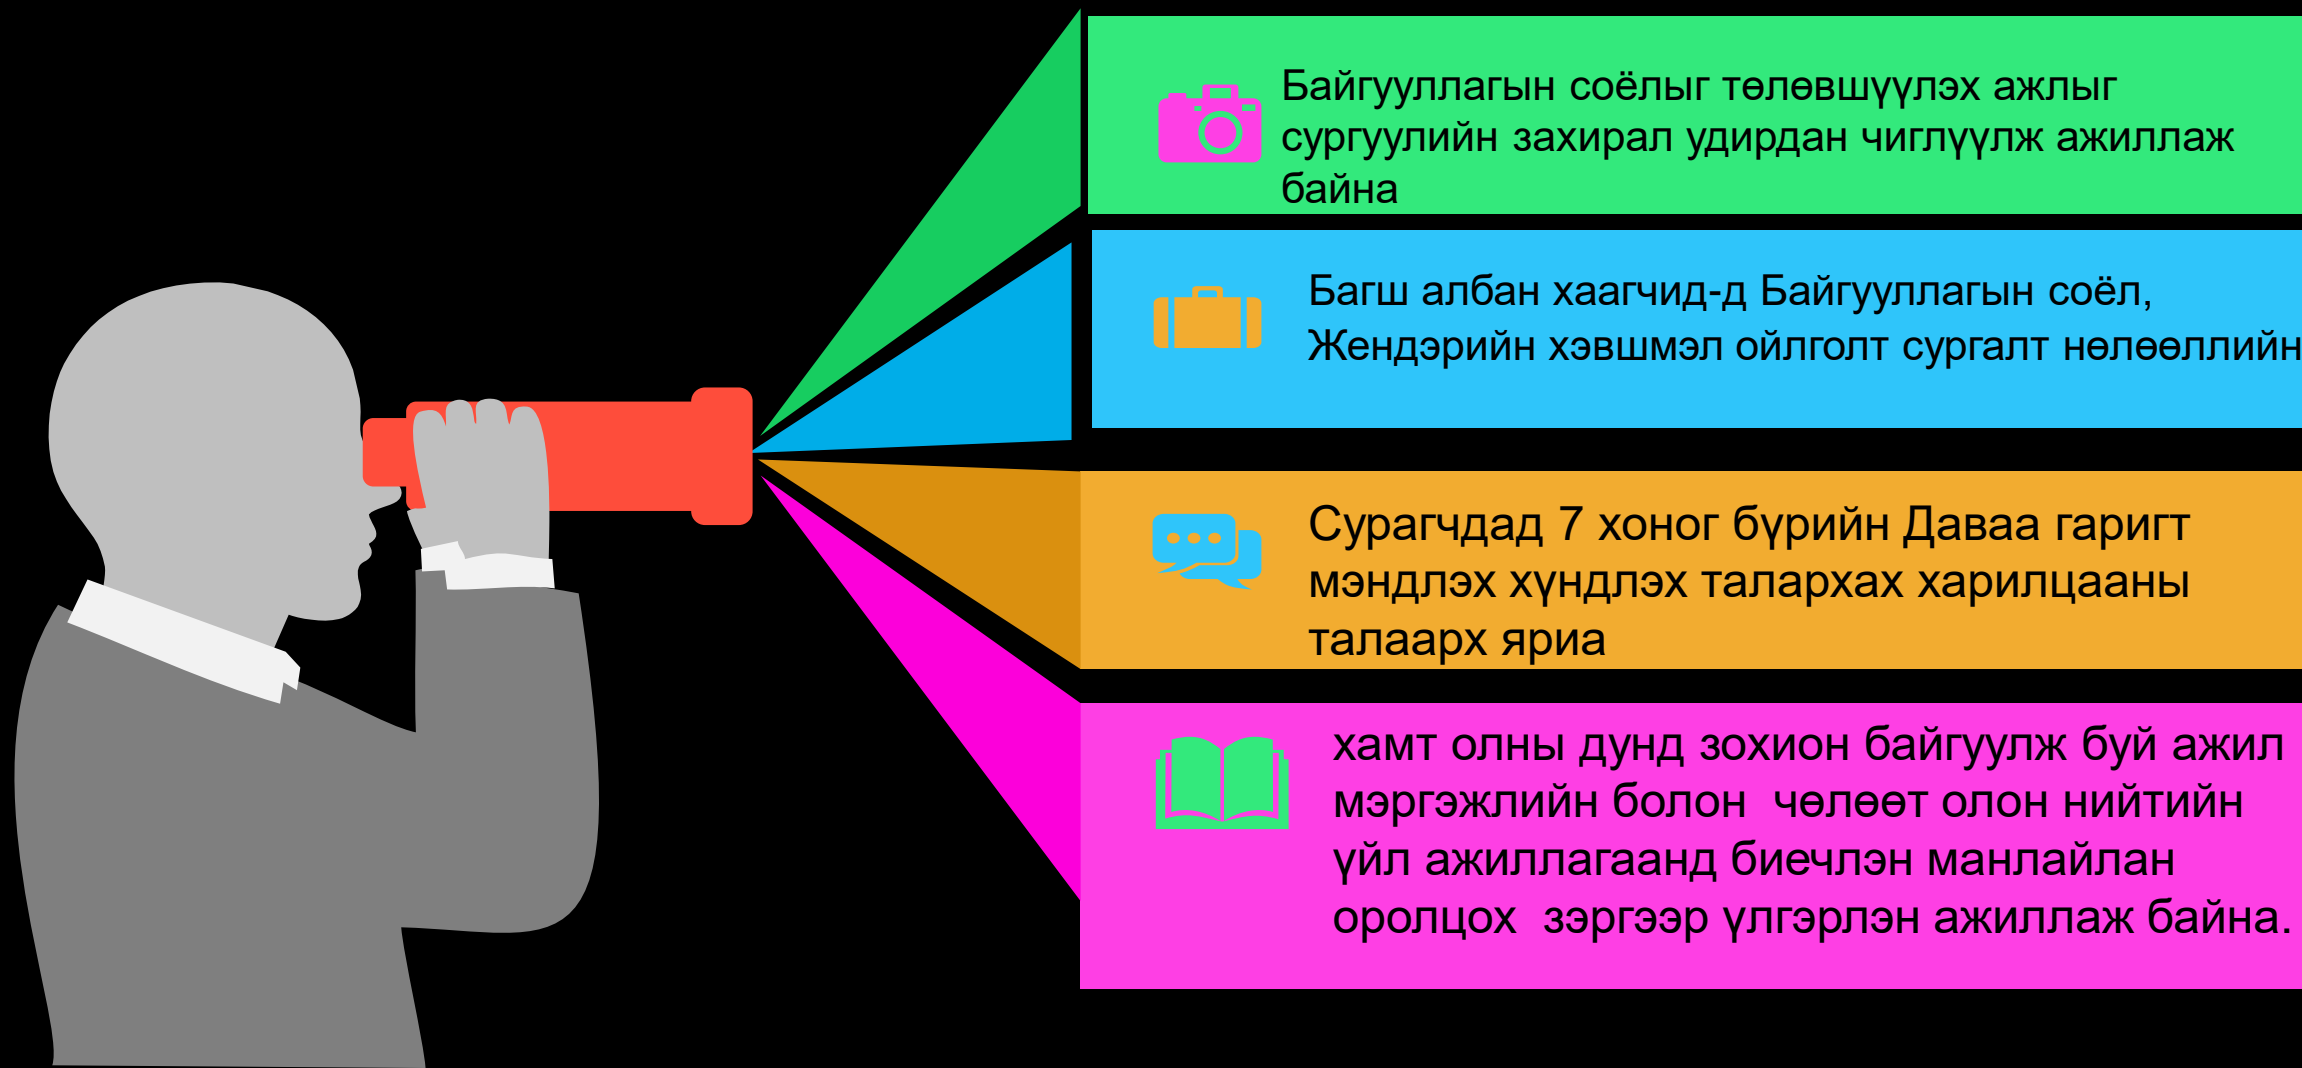 Байгууллагын соёлыг төлөвшүүлэх ажлыг
сургуулийн захирал удирдан чиглүүлж ажиллаж
байна
Багш албан хаагчид-д Байгууллагын соёл,
Жендэрийн хэвшмэл ойлголт сургалт нөлөөллийн
Сурагчдад 7 хоног бүрийн Даваа гаригт
мэндлэх хүндлэх талархах харилцааны
талаарх яриа
хамт олны дунд зохион байгуулж буй ажил
мэргэжлийн болон  чөлөөт олон нийтийн
үйл ажиллагаанд биечлэн манлайлан
оролцох  зэргээр үлгэрлэн ажиллаж байна.